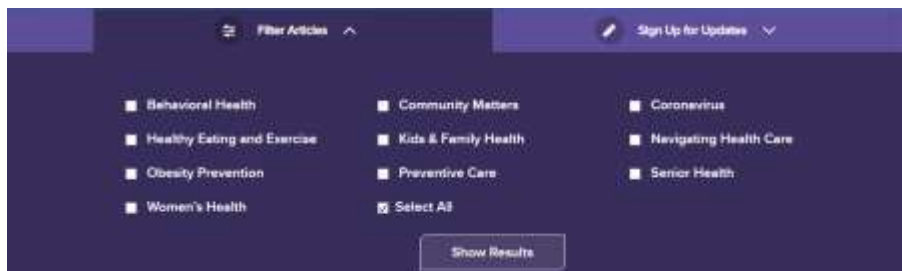 Filter Articles
Sign Up for Updates
Behavioral Health
Community Matters
Coronavirus
Healthy Eating and Exercise
Kids & Family Health
Navigating Health Care
Obesity Prevention
Preventive Care
Senior Health
Women's Health
Select All
Show Results